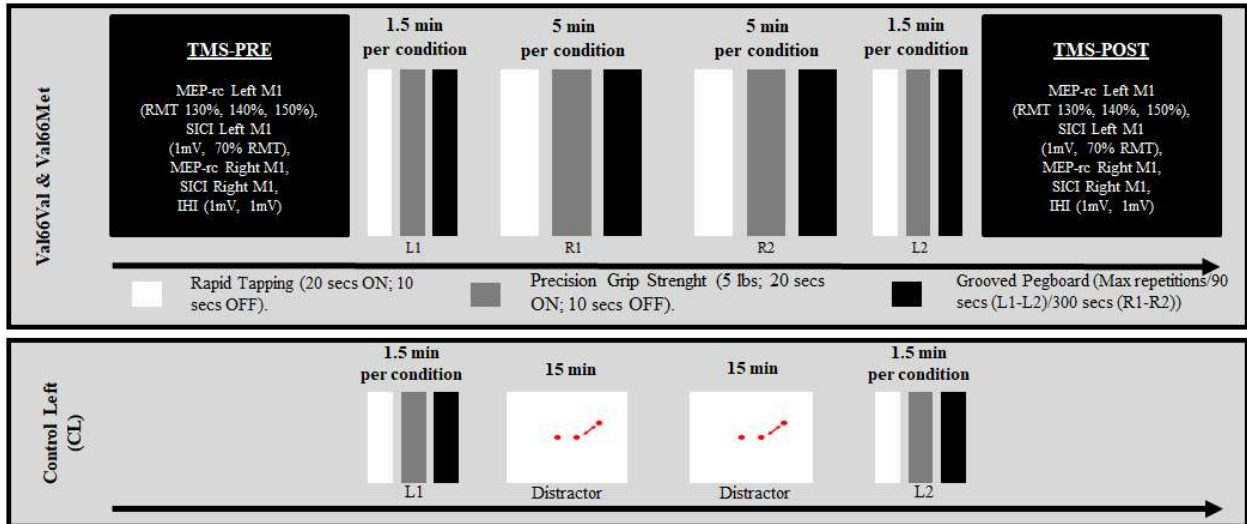 Val66Val & Val66Met
TMS-PRE
MEP-rc Left M1
(RMT 130%, 140%, 150%),
SICI Left M1
(1mV, 70% RMT),
MEP-rc Right M1,
SICI Right M1,
IHI (1mV, 1mV)
1.5 min
per condition
L1
5 min
per condition
R1
5 min
per condition
R2
1.5 min
per condition
L2
TMS-POST
MEP-rc Left M1
(RMT 130%, 140%, 150%),
SICI Left M1
(1mV, 70% RMT),
MEP-rc Right M1,
SICI Right M1,
IHI (1mV, 1mV)
Rapid Tapping (20 secs ON; 10
secs OFF).
Precision Grip Strenght (5 lbs; 20 secs
ON; 10 secs OFF).
Grooved Pegboard (Max repetitions/90
secs (L1-L2)/300 secs (R1-R2))
Control Left
(CL)
1.5 min
per condition
L1
15 min
Distractor
15 min
Distractor
1.5 min
per condition
L2